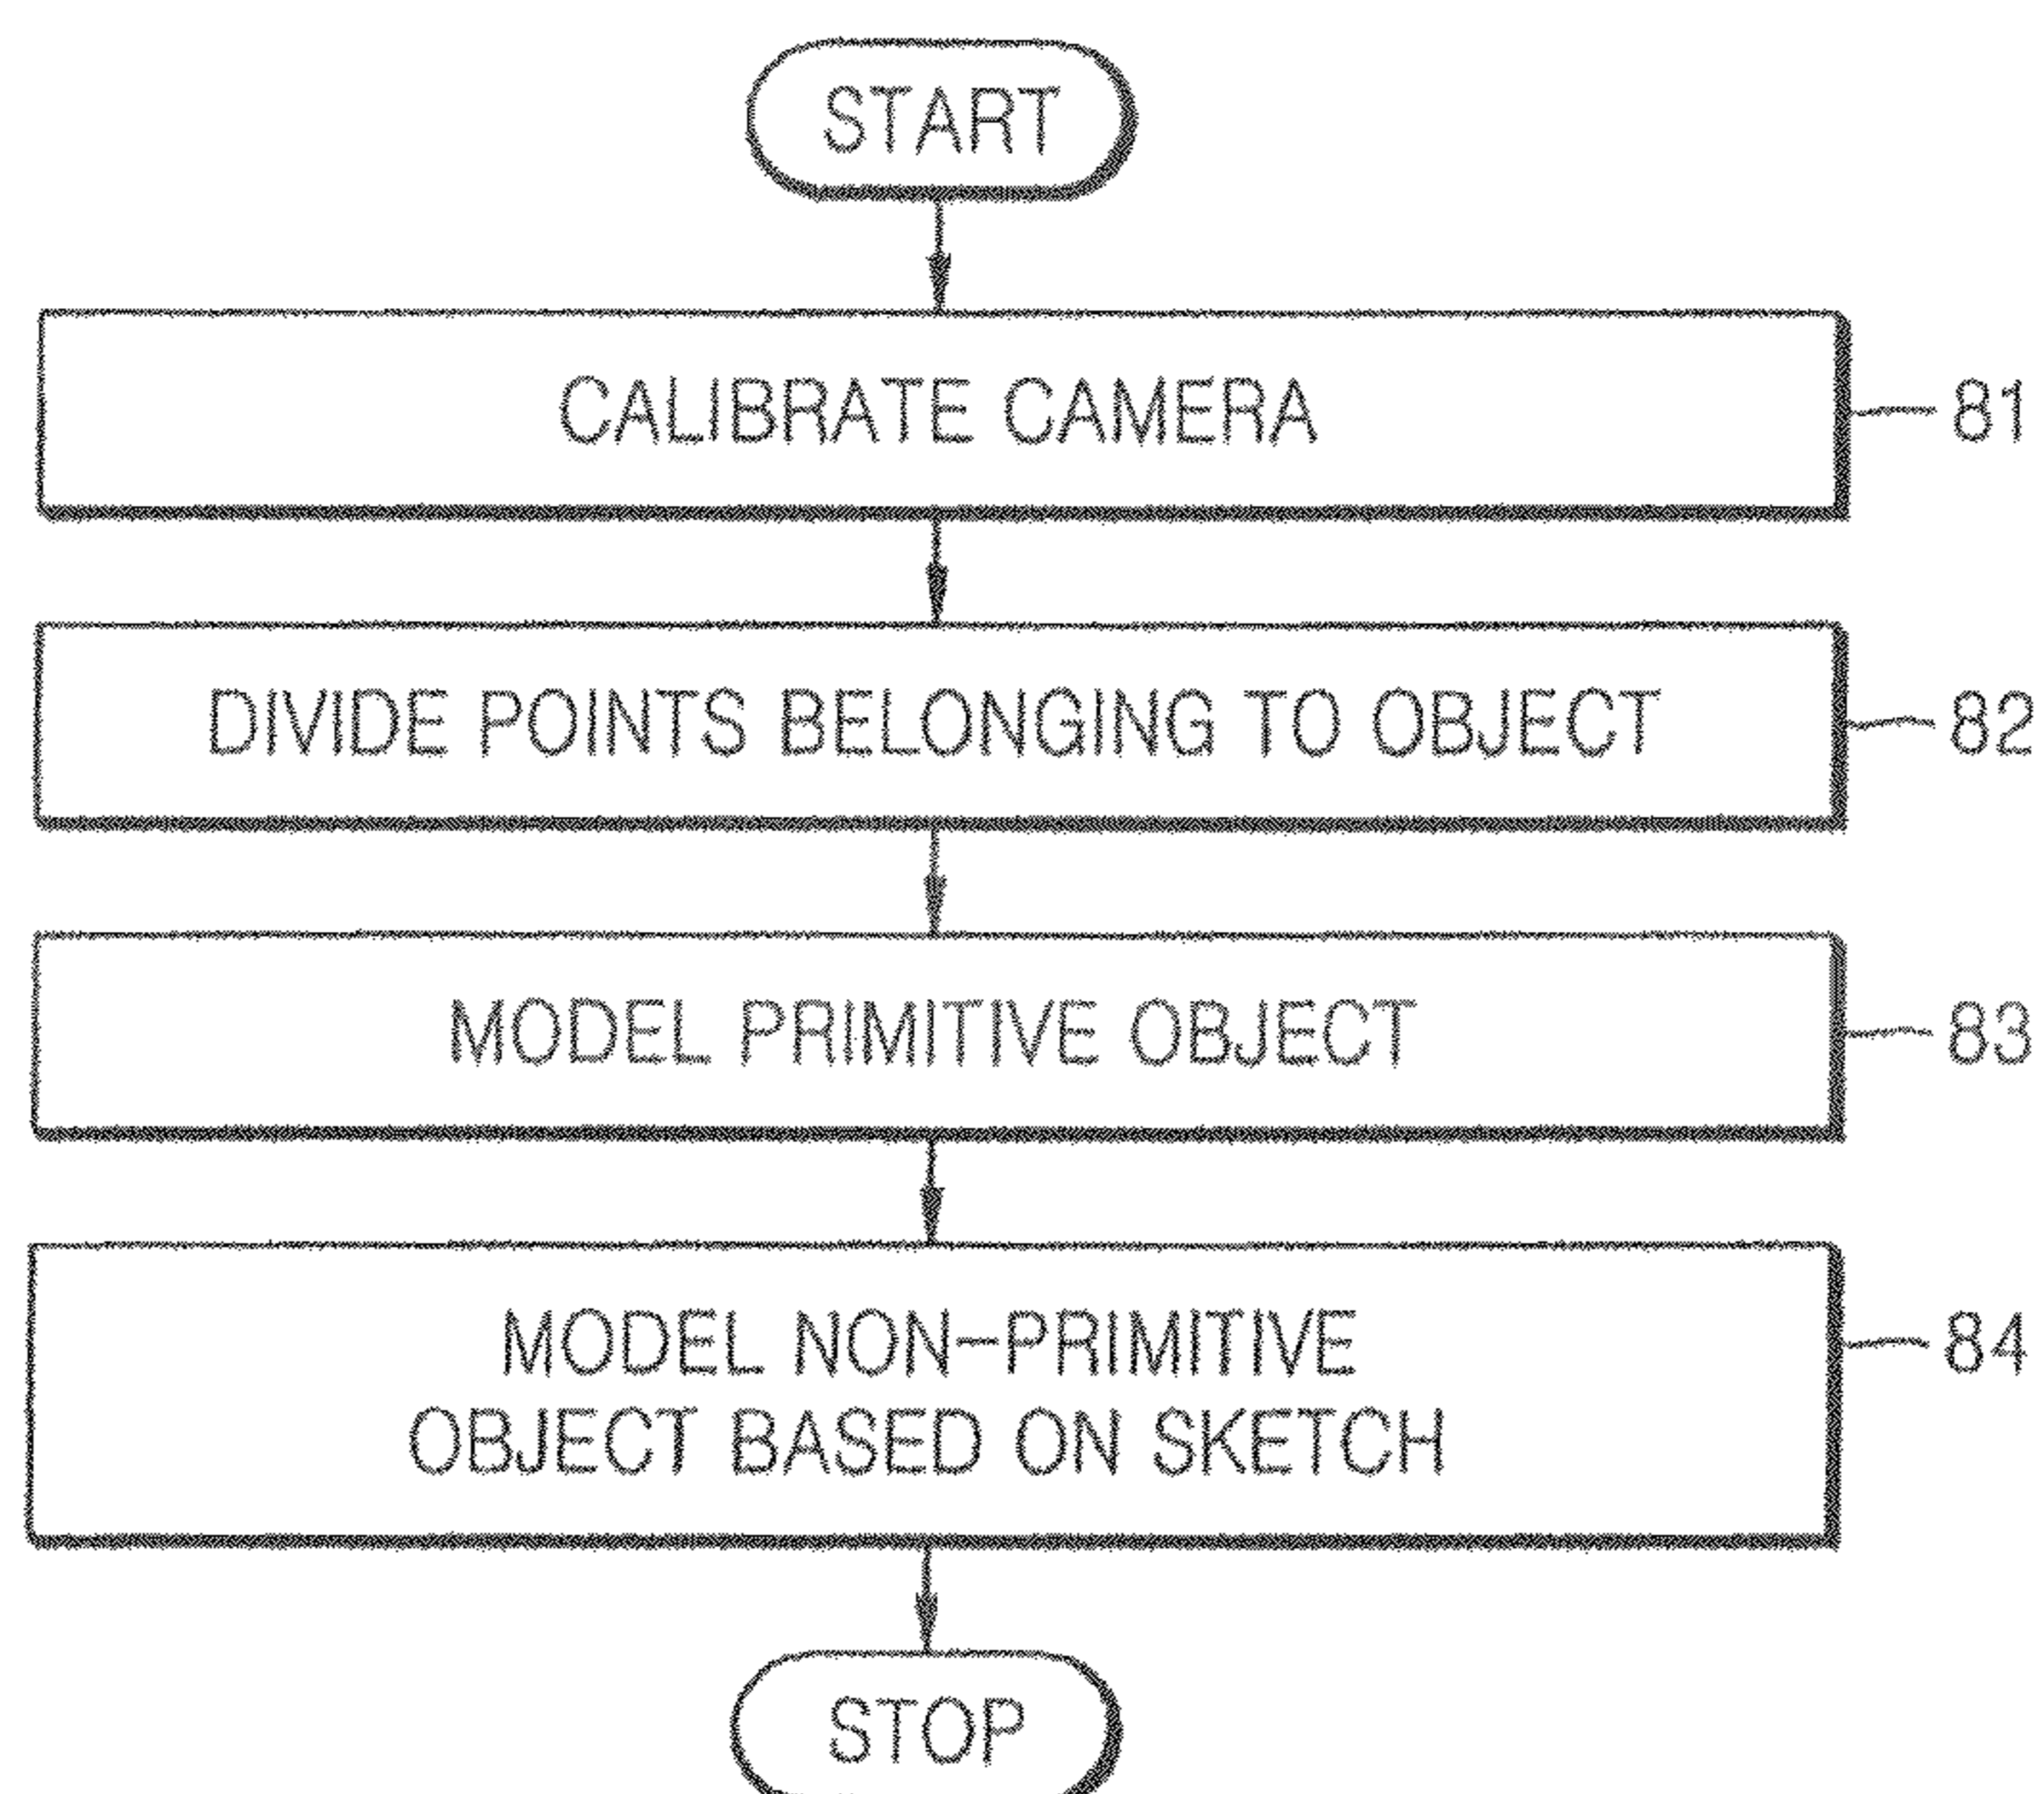 START
CALIBRATE CAMERA
81
DIVIDE POINTS BELONGING TO OBJECT
82
MODEL PRIMITIVE OBJECT
83
MODEL NON-PRIMITIVE
OBJECT BASED ON SKETCH
84
STOP